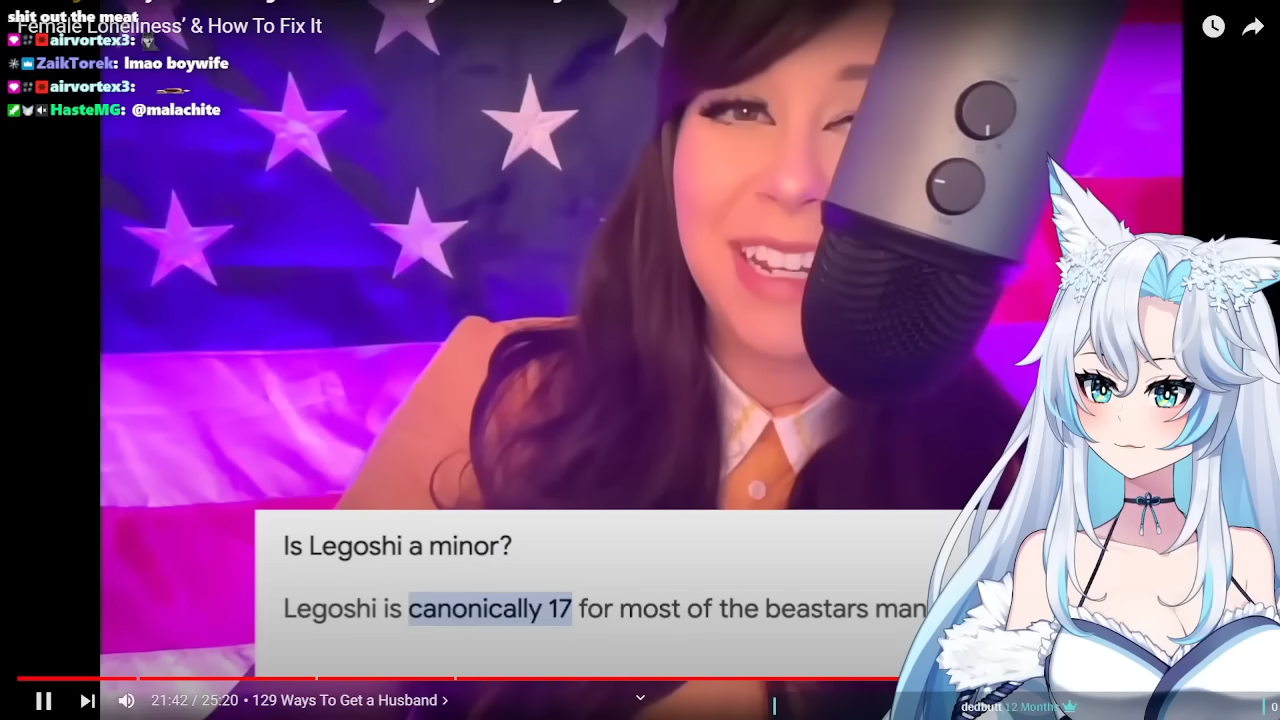 shit out the meat
Female Loneliness' & How To Fix It
airvortex3:
ZaikTorek: lmao boywife
airvortex3:
HasteMG: @malachite
Is Legoshi a minor?
Legoshi is canonically 17 for most of the beastars man
21:42 / 25:20 • 129 Ways To Get a Husband
dedbutt 12 Months
0